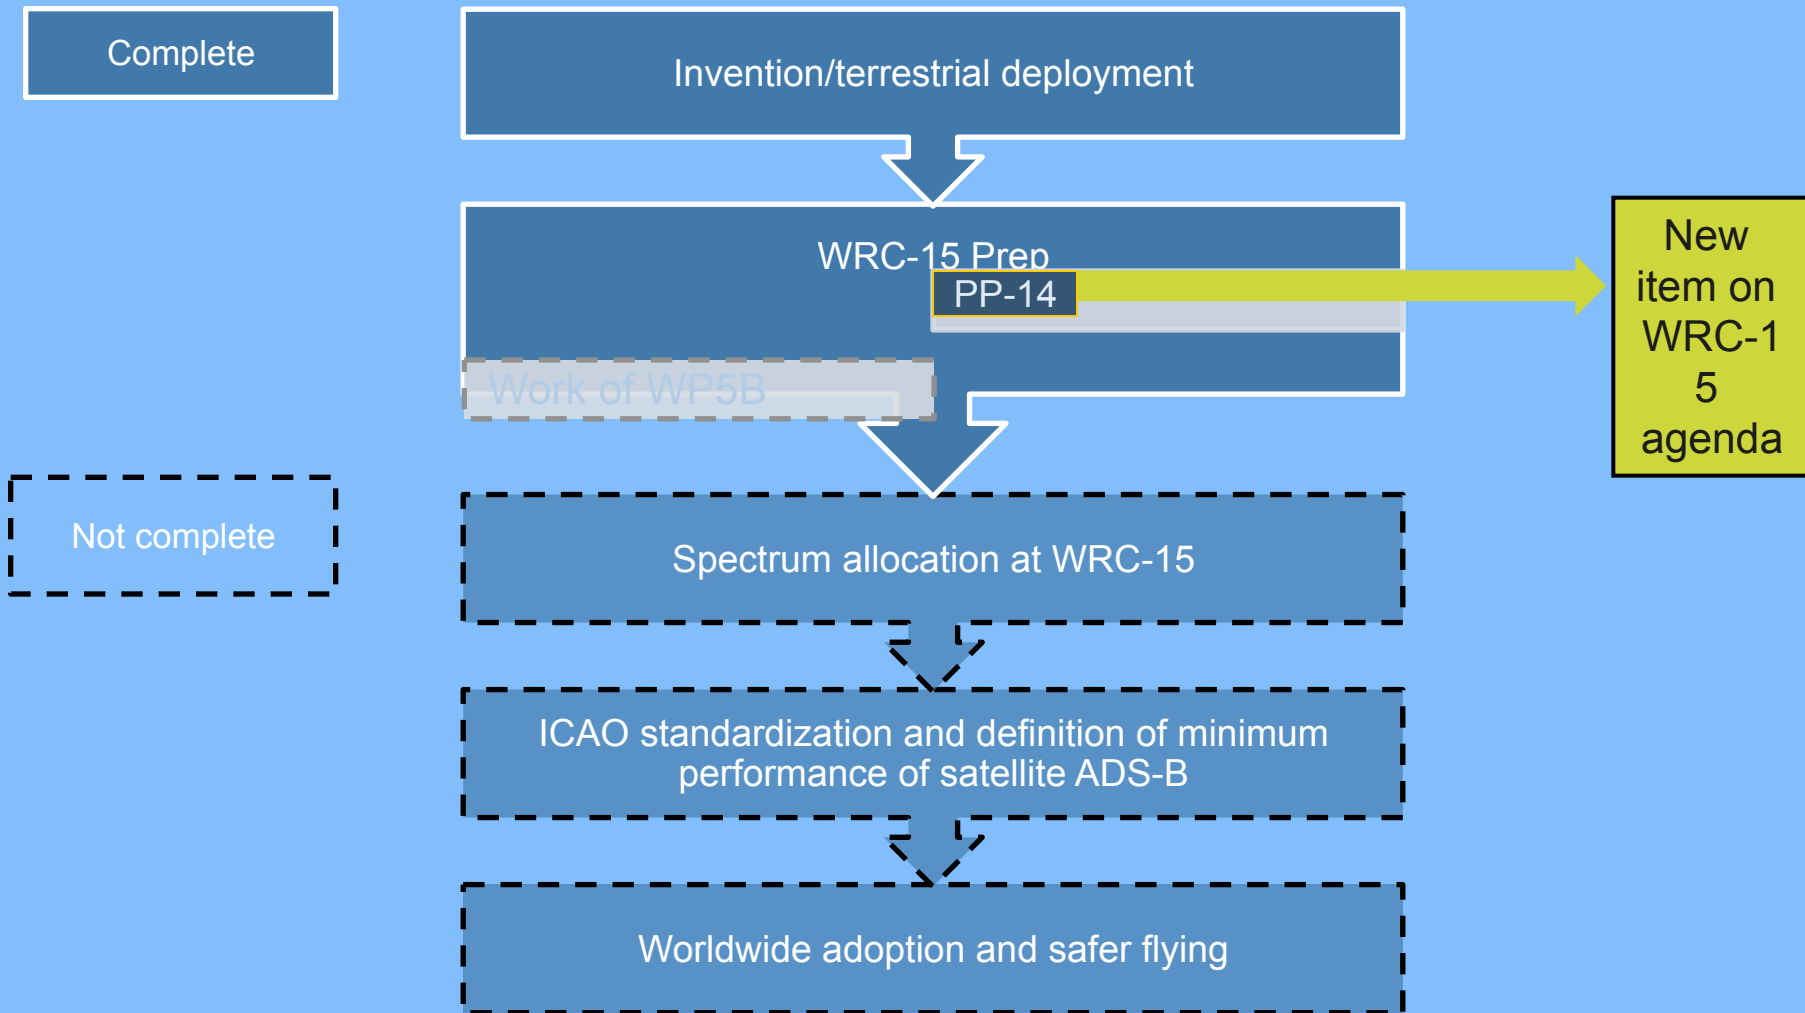 Complete
Invention/terrestrial deployment
WRC-15 Prep
PP-14
New
item on
WRC-1
5
agenda
Work of WP5B
Not complete
Spectrum allocation at WRC-15
ICAO standardization and definition of minimum
performance of satellite ADS-B
Worldwide adoption and safer flying